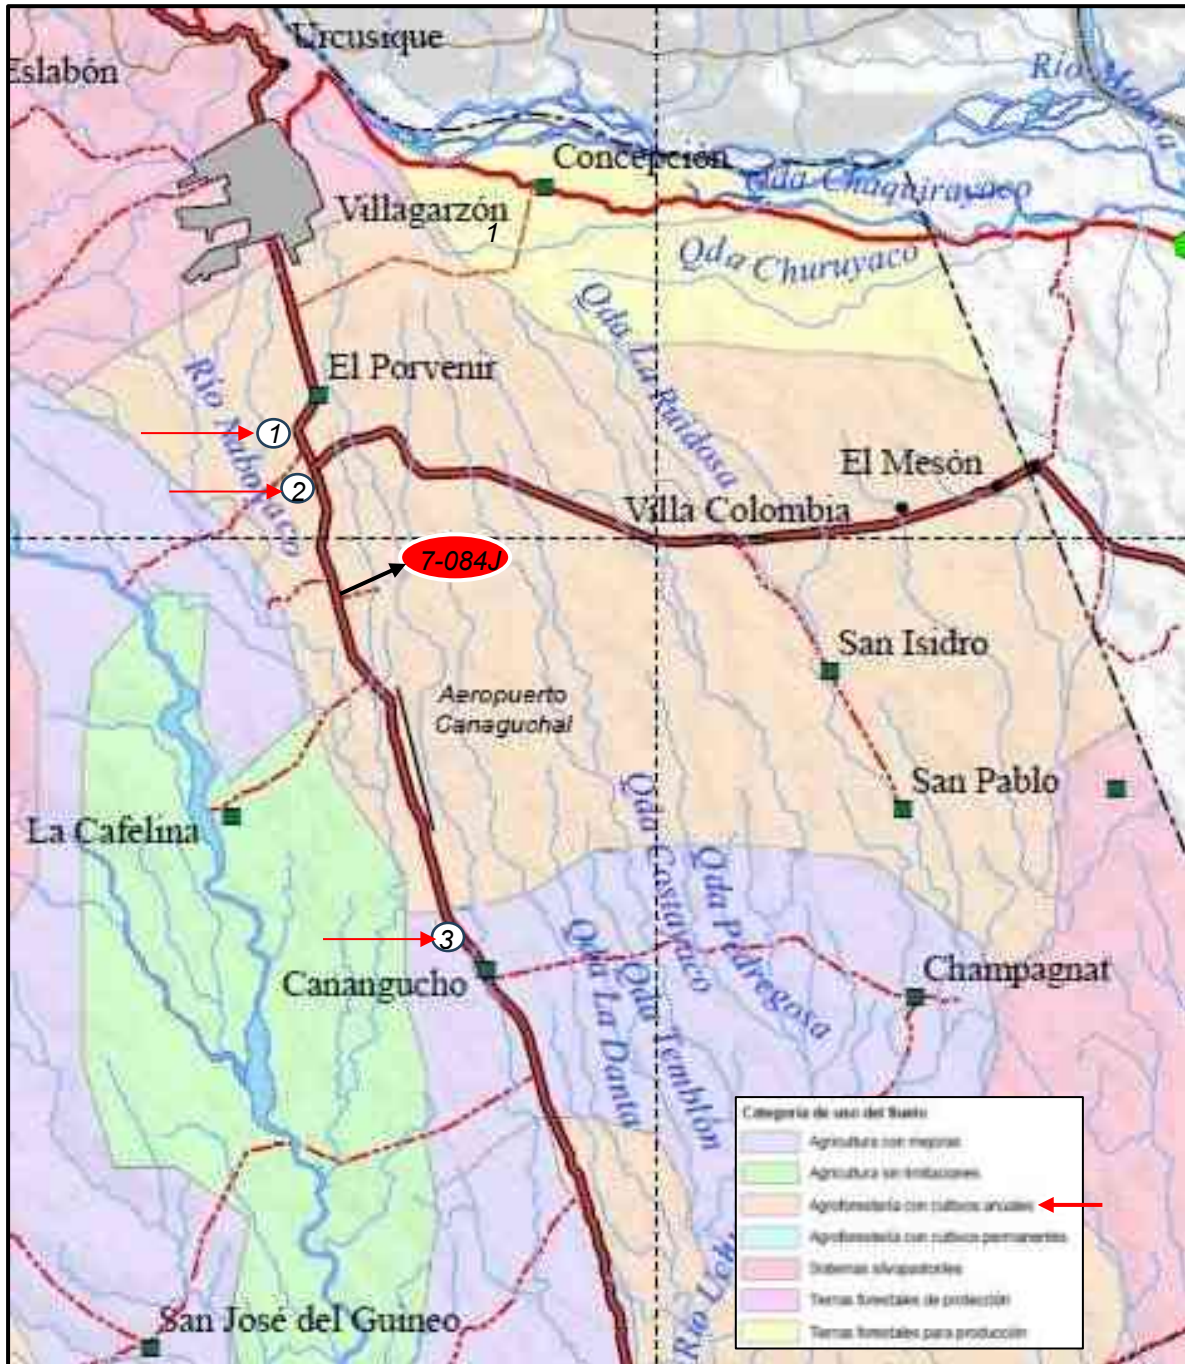 Urcusique
Eslabón
Río Mocoa
Concepción
Qda Chaquirayaco
Villagarzón
1
Qda Churuyaco
Qda La Ruidosa
El Porvenir
Río Naboyaco
1
El Mesón
2
Villa Colombia
7-084J
San Isidro
Aeropuerto
Canaguchal
San Pablo
La Cafelina
Qda Costayaco
Qda Pedregosa
3
Canangucho
Qda La Danta
Qda Temblón
Champagnat
Categoría de uso del Suelo
Agricultura con mejoras
Agricultura sin limitaciones
Agroforestería con cultivos anuales
Agroforestería con cultivos permanentes
Sistemas silvopastoriles
Tierras forestales de protección
Tierras forestales para producción
San José del Guineo
Río